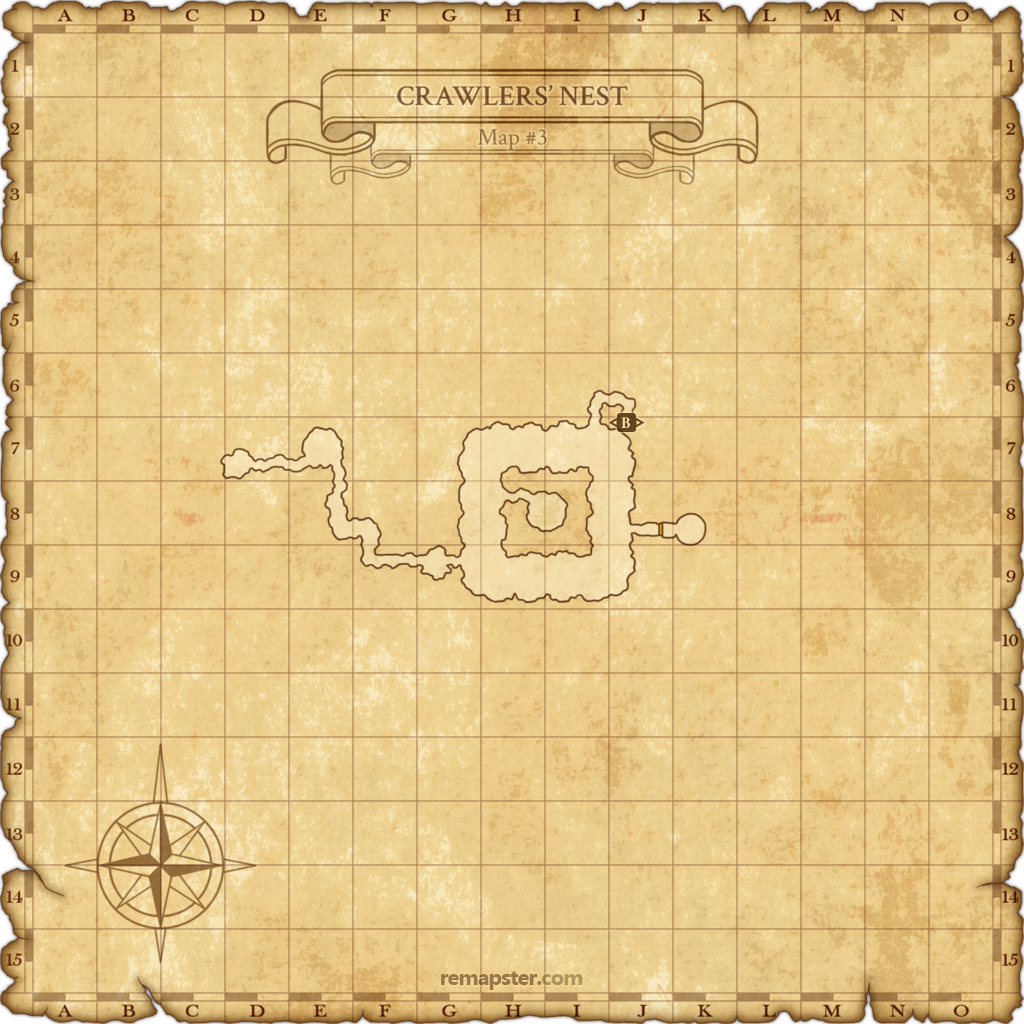 A B C D E F G H I J K L M N O
1 1
CRAWLERS' NEST
2 2
Map #3
3 3
4 4
5 5
6 6
B
7 7
8 8
9 9
10 10
11 11
12 12
13 13
14 14
15 15
remapster.com
A B C D E F G H I J K L M N O